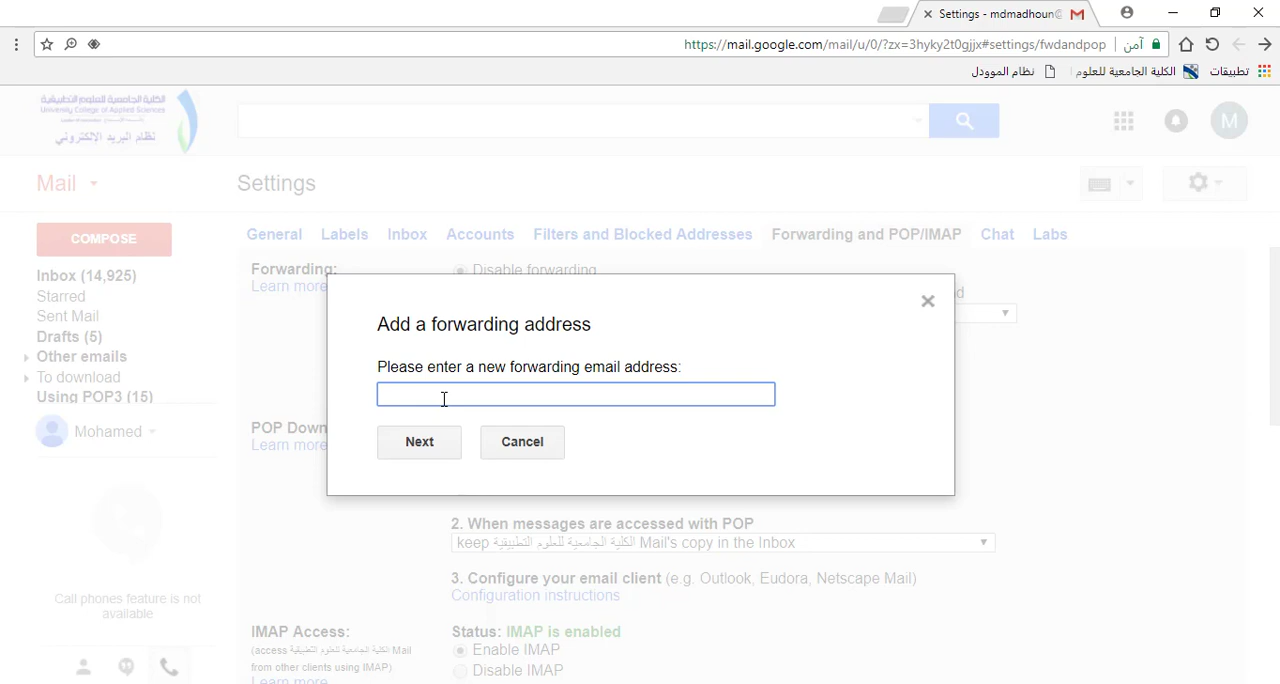 Settings - mdmadhoun@
https://mail.google.com/mail/u/0/?zx=3hyky2t0gjjx#settings/fwdandpop
آمن
تطبيقات
الكلية الجامعية للعلوم
نظام الموودل
الكلية الجامعية للعلوم التطبيقية
University College of Applied Sciences
نظام البريد الالكتروني
M
Mail
Settings
COMPOSE
General Labels Inbox Accounts Filters and Blocked Addresses Forwarding and POP/IMAP Chat Labs
Inbox (14,925)
Starred
Sent Mail
Drafts (5)
Other emails
To download
Using POP3 (15)
Mohamed
Call phones feature is not
available
Forwarding:
Learn more
Disable forwarding
Add a forwarding address
Please enter a new forwarding email address:
Next Cancel
POP Down
Learn more
2. When messages are accessed with POP
keep الكلية الجامعية للعلوم التطبيقية Mail's copy in the Inbox
3. Configure your email client (e.g. Outlook, Eudora, Netscape Mail)
Configuration instructions
IMAP Access:
(access الكلية الجامعية للعلوم التطبيقية Mail
from other clients using IMAP)
Learn more
Status: IMAP is enabled
Enable IMAP
Disable IMAP